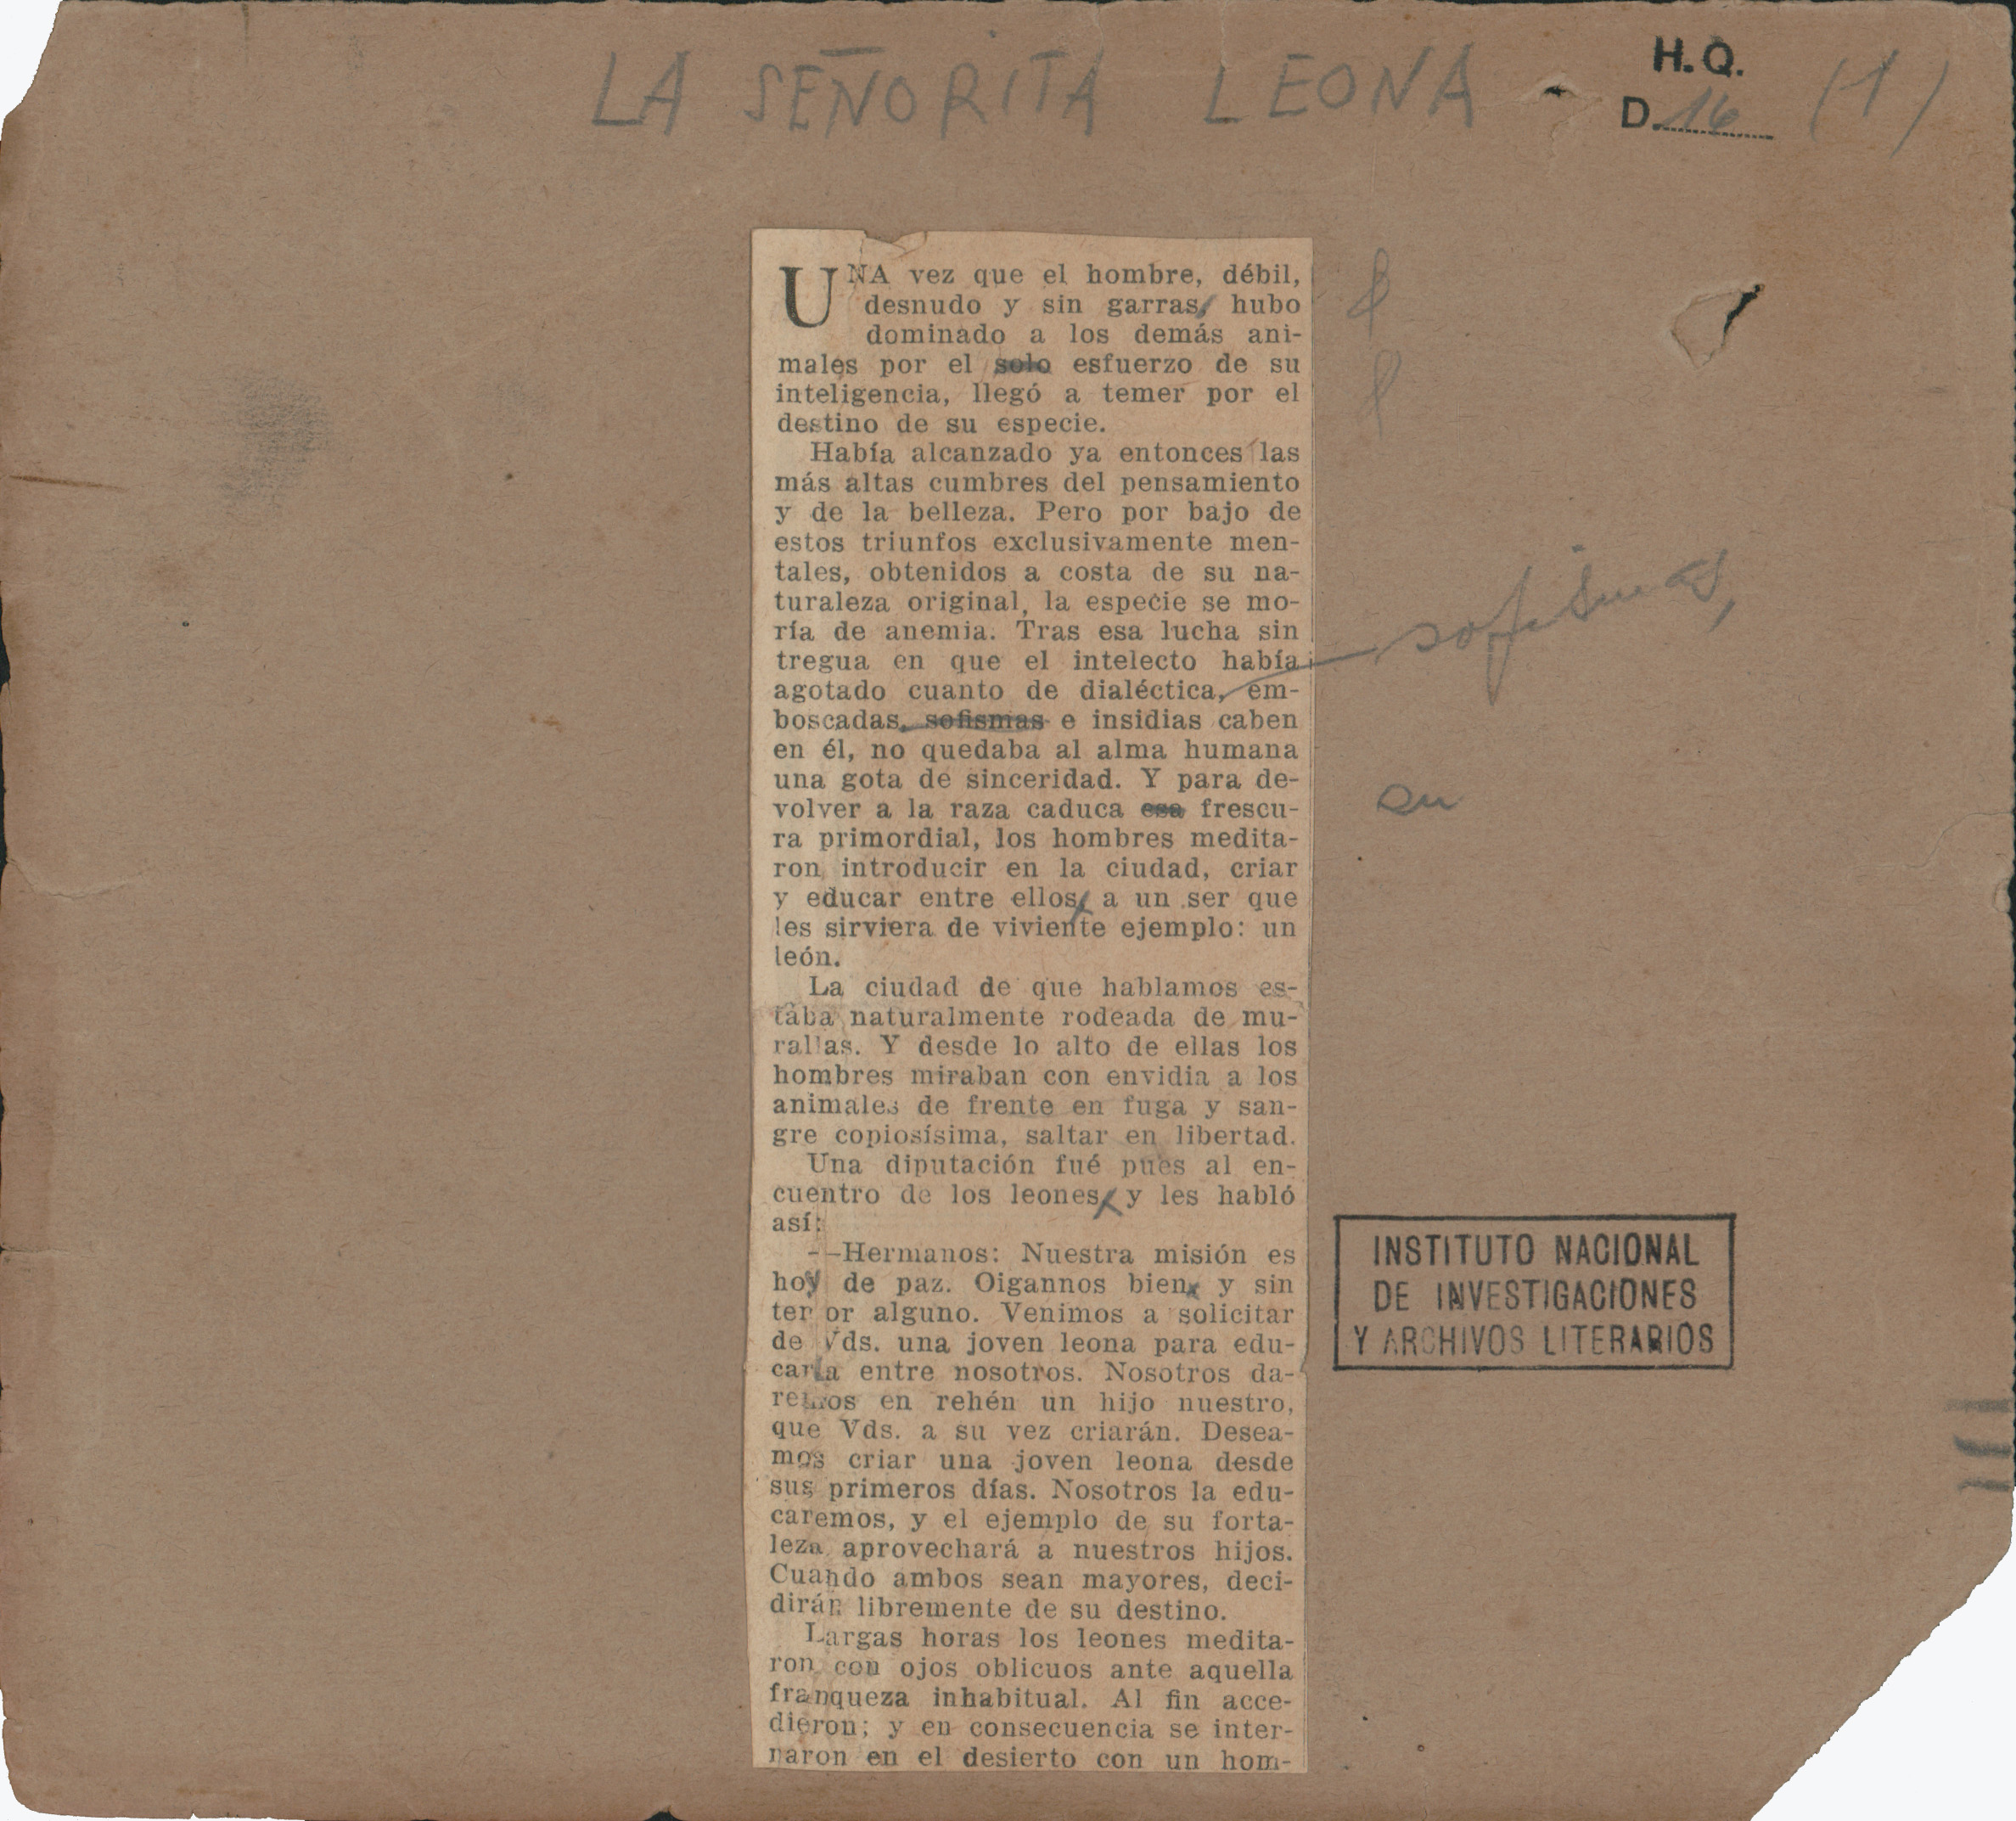 LA SEÑORITA LEONA
H.Q.
D. 16 (1)
UNA vez que el hombre, débil,
desnudo y sin garras, hubo
dominado a los demás ani-
males por el solo esfuerzo de su
inteligencia, llegó a temer por el
destino de su especie.
Había alcanzado ya entonces las
más altas cumbres del pensamiento
y de la belleza. Pero por bajo de
estos triunfos exclusivamente men-
tales, obtenidos a costa de su na-
turaleza original, la especie se mo-
ría de anemia. Tras esa lucha sin
tregua en que el intelecto había
agotado cuanto de dialéctica, em-
sofismas,
boscadas, sofismas e insidias caben
en él, no quedaba al alma humana
una gota de sinceridad. Y para de-
volver a la raza caduca esa frescu-
su
ra primordial, los hombres medita-
ron introducir en la ciudad, criar
y educar entre ellos, a un ser que
les sirviera de viviente ejemplo: un
león.
La ciudad de que hablamos es-
taba naturalmente rodeada de mu-
rallas. Y desde lo alto de ellas los
hombres miraban con envidia a los
animales de frente en fuga y san-
gre copiosísima, saltar en libertad.
Una diputación fué pues al en-
cuentro de los leones, y les habló
así:
--Hermanos: Nuestra misión es
hoy de paz. Oigannos bien, y sin
temor alguno. Venimos a solicitar
de Vds. una joven leona para edu-
carla entre nosotros. Nosotros da-
remos en rehén un hijo nuestro,
que Vds. a su vez criarán. Desea-
mos criar una joven leona desde
sus primeros días. Nosotros la edu-
caremos, y el ejemplo de su forta-
leza aprovechará a nuestros hijos.
Cuando ambos sean mayores, deci-
dirán libremente de su destino.
Largas horas los leones medita-
ron con ojos oblicuos ante aquella
franqueza inhabitual. Al fin acce-
dieron; y en consecuencia se inter-
naron en el desierto con un hom-
INSTITUTO NACIONAL
DE INVESTIGACIONES
Y ARCHIVOS LITERARIOS